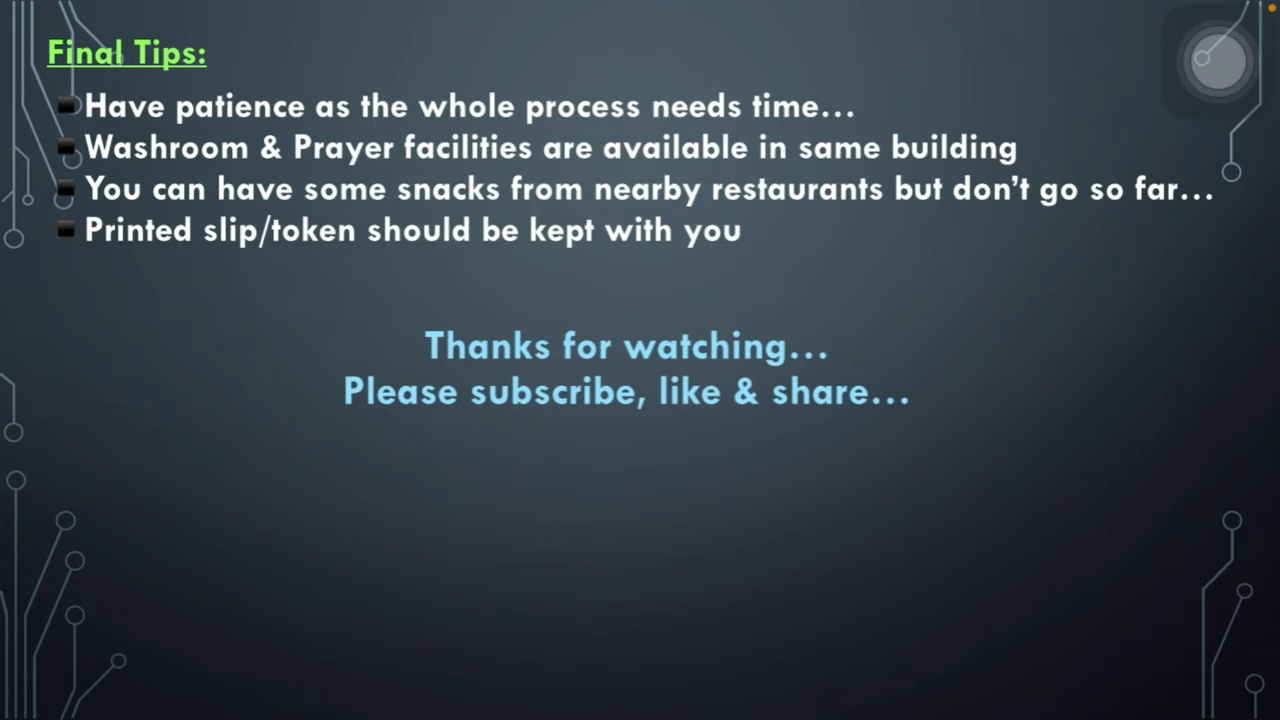 Final Tips:
Have patience as the whole process needs time...
Washroom & Prayer facilities are available in same building
You can have some snacks from nearby restaurants but don’t go so far...
Printed slip/token should be kept with you
Thanks for watching...
Please subscribe, like & share...